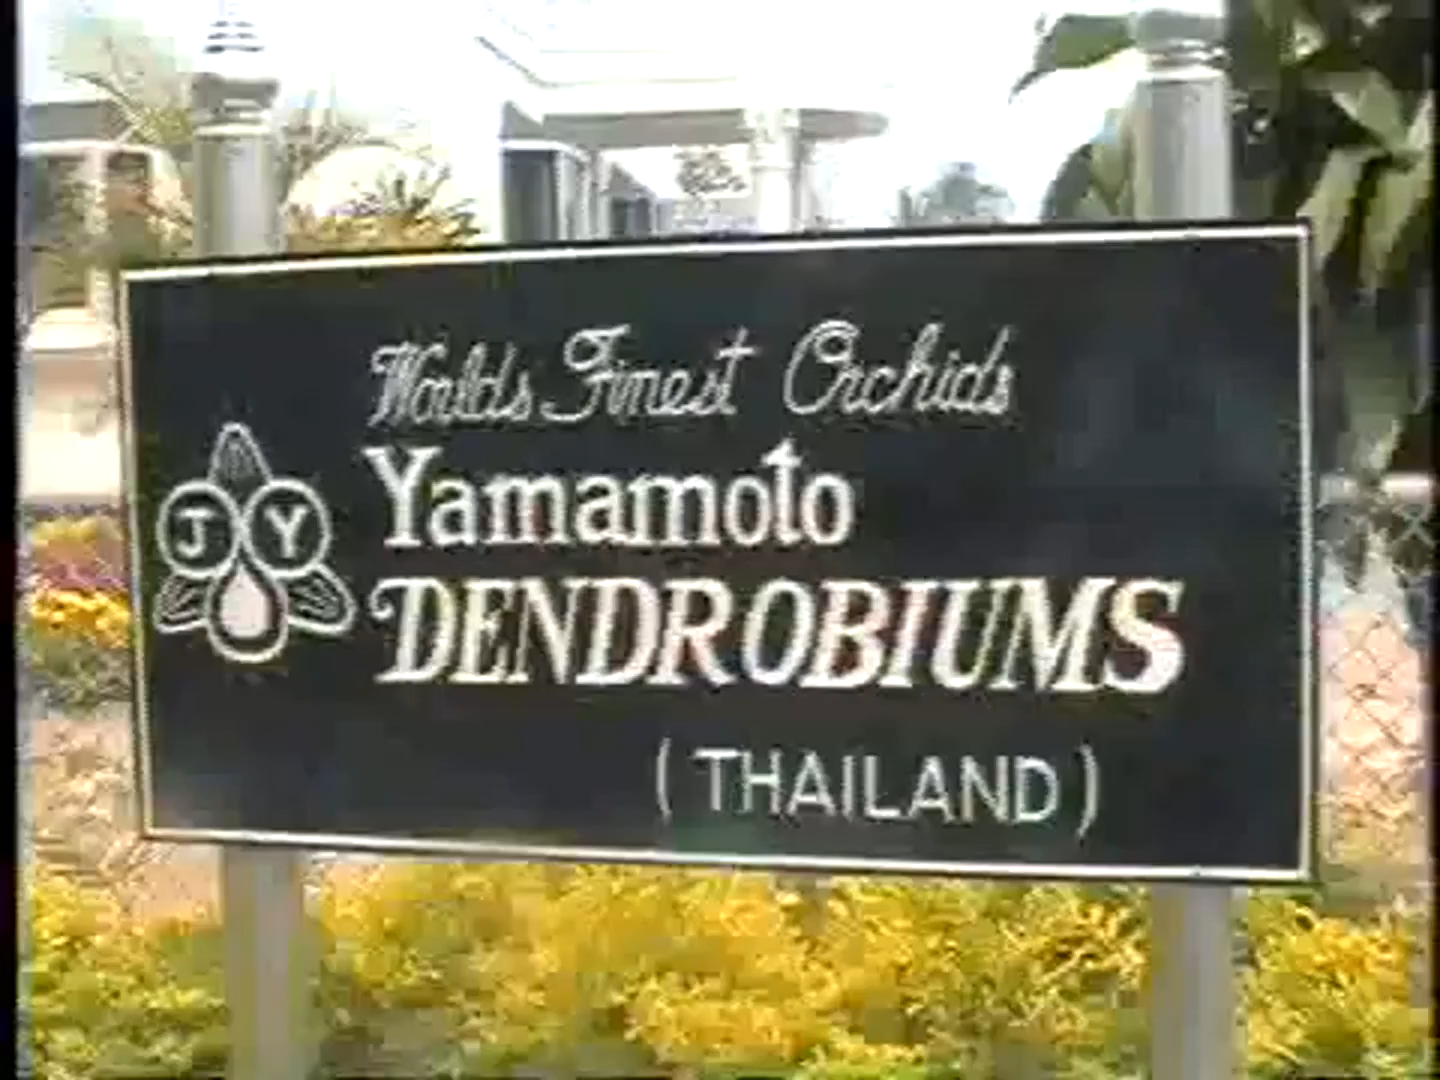 Worlds Finest Orchids
J Y
Yamamoto
DENDROBIUMS
(THAILAND)